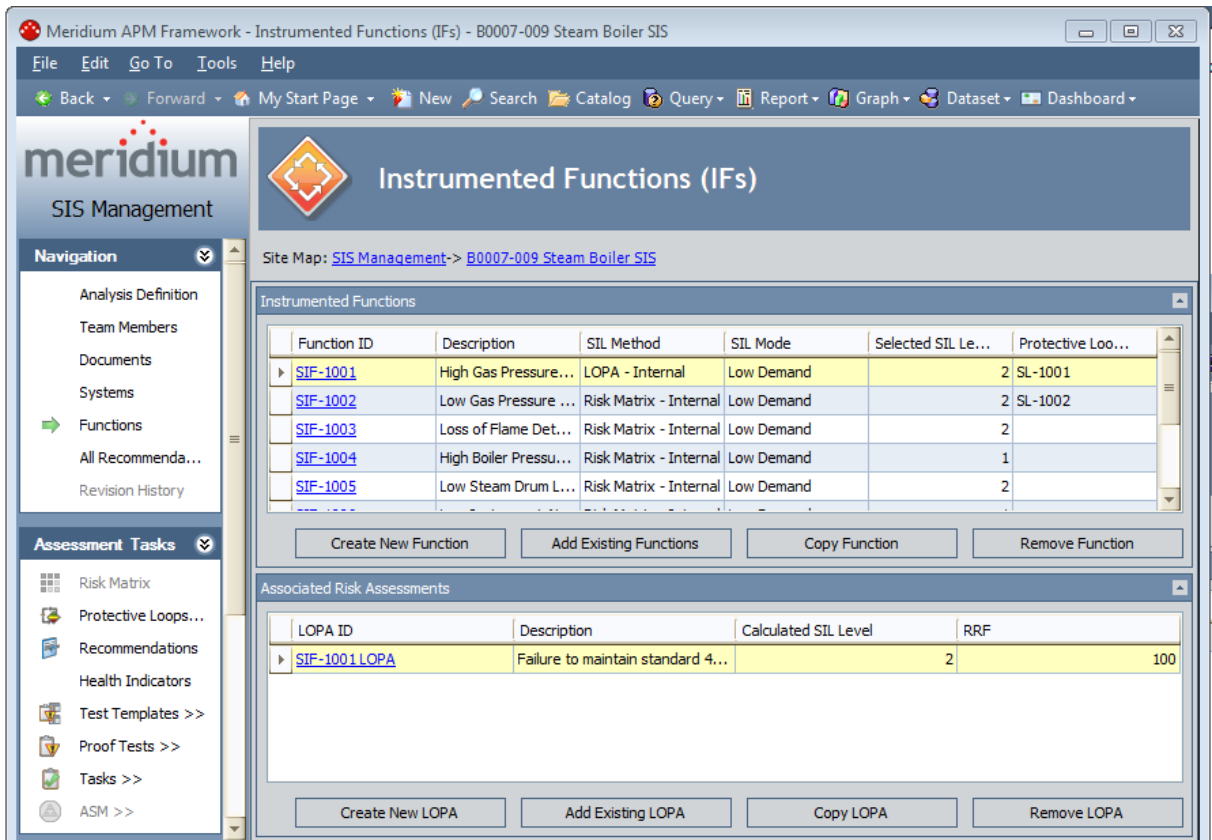 Meridium APM Framework - Instrumented Functions (IFs) - B0007-009 Steam Boiler SIS
File Edit Go To Tools Help
Back Forward My Start Page New Search Catalog Query Report Graph Dataset Dashboard
meridium
SIS Management
Navigation
Analysis Definition
Team Members
Documents
Systems
Functions
All Recommenda...
Revision History
Assessment Tasks
Risk Matrix
Protective Loops...
Recommendations
Health Indicators
Test Templates >>
Proof Tests >>
Tasks >>
ASM >>
Instrumented Functions (IFs)
Site Map: SIS Management-> B0007-009 Steam Boiler SIS
Instrumented Functions
Function ID Description SIL Method SIL Mode Selected SIL Le... Protective Loo...
SIF-1001 High Gas Pressure... LOPA - Internal Low Demand 2 SL-1001
SIF-1002 Low Gas Pressure ... Risk Matrix - Internal Low Demand 2 SL-1002
SIF-1003 Loss of Flame Det... Risk Matrix - Internal Low Demand 2
SIF-1004 High Boiler Pressu... Risk Matrix - Internal Low Demand 1
SIF-1005 Low Steam Drum L... Risk Matrix - Internal Low Demand 2
Create New Function Add Existing Functions Copy Function Remove Function
Associated Risk Assessments
LOPA ID Description Calculated SIL Level RRF
SIF-1001 LOPA Failure to maintain standard 4... 2 100
Create New LOPA Add Existing LOPA Copy LOPA Remove LOPA